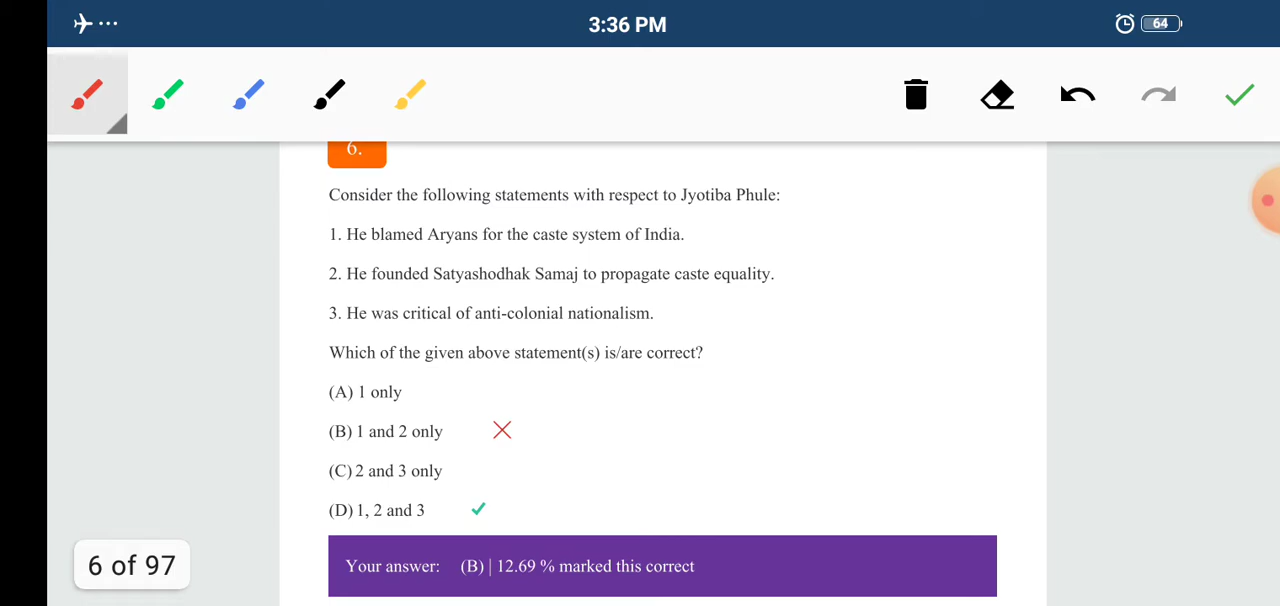 3:36 PM
64
6.
Consider the following statements with respect to Jyotiba Phule:
1. He blamed Aryans for the caste system of India.
2. He founded Satyashodhak Samaj to propagate caste equality.
3. He was critical of anti-colonial nationalism.
Which of the given above statement(s) is/are correct?
(A) 1 only
(B) 1 and 2 only
(C) 2 and 3 only
(D) 1, 2 and 3
6 of 97
Your answer: (B) | 12.69 % marked this correct